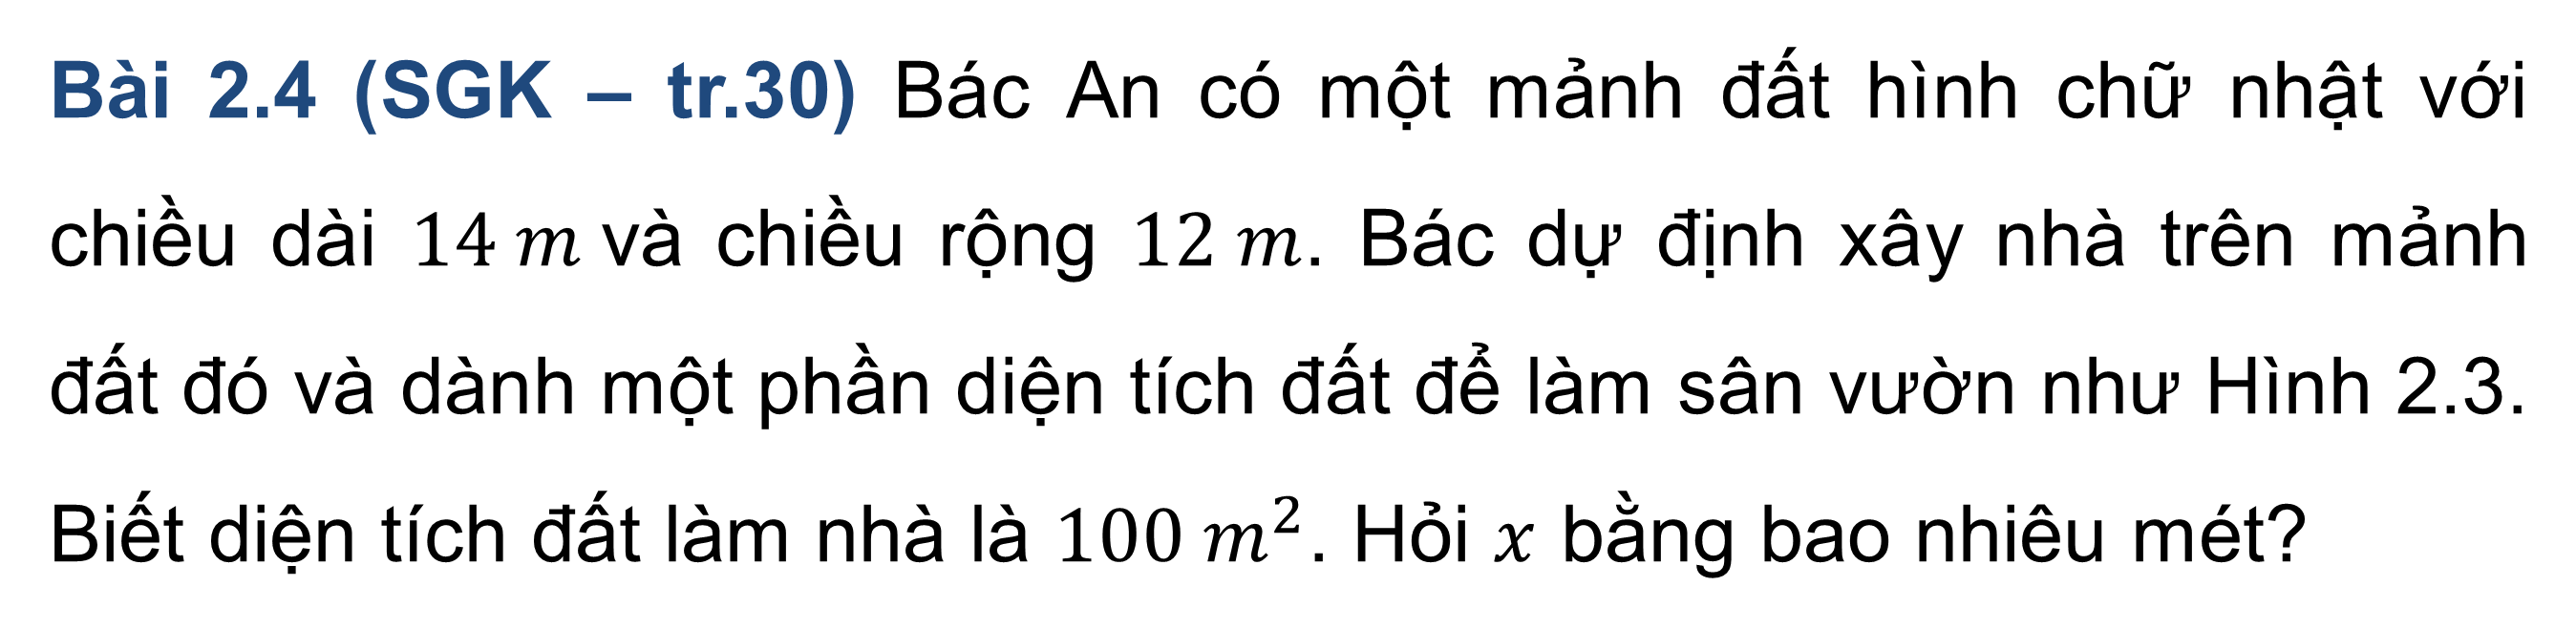 Bài 2.4 (SGK – tr.30) Bác An có một mảnh đất hình chữ nhật với
chiều dài 14 m và chiều rộng 12 m. Bác dự định xây nhà trên mảnh
đất đó và dành một phần diện tích đất để làm sân vườn như Hình 2.3.
Biết diện tích đất làm nhà là 100 m². Hỏi x bằng bao nhiêu mét?